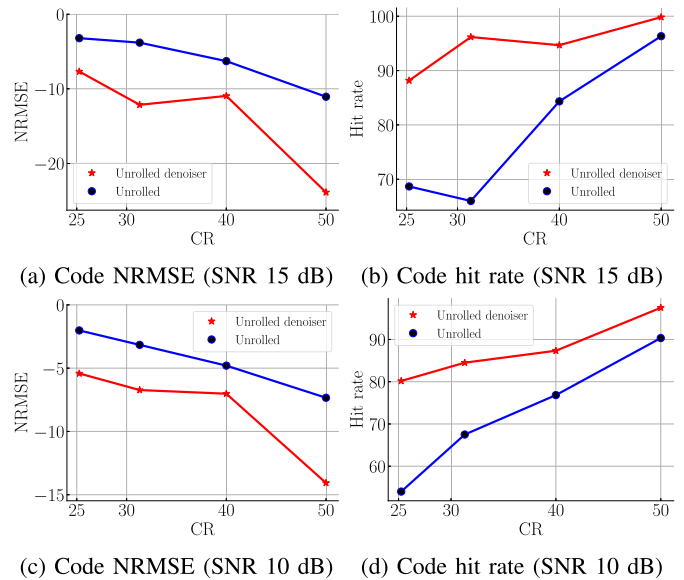 0
−10
−20
NRMSE
Unrolled denoiser
Unrolled
25
30
40
50
CR
(a) Code NRMSE (SNR 15 dB)
100
90
80
70
Hit rate
Unrolled denoiser
Unrolled
25
30
40
50
CR
(b) Code hit rate (SNR 15 dB)
0
−5
−10
−15
NRMSE
Unrolled denoiser
Unrolled
25
30
40
50
CR
(c) Code NRMSE (SNR 10 dB)
90
80
70
60
Hit rate
Unrolled denoiser
Unrolled
25
30
40
50
CR
(d) Code hit rate (SNR 10 dB)